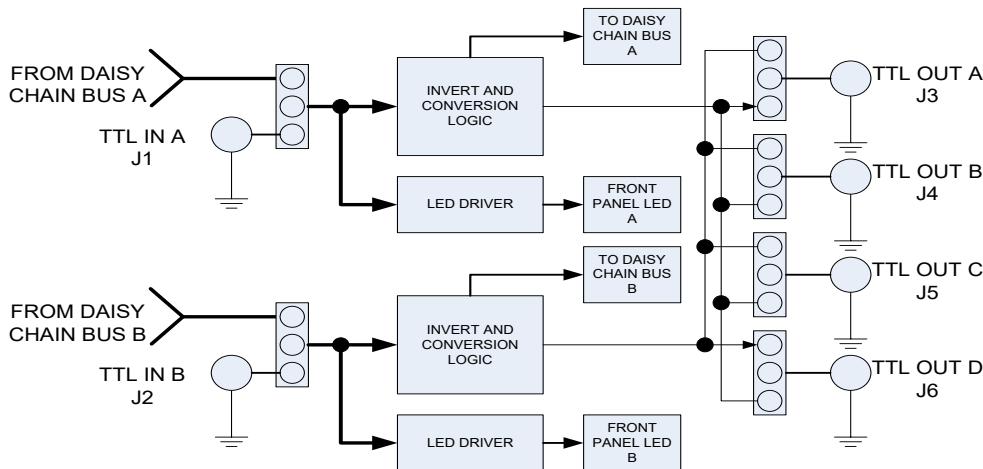 TO DAISY
CHAIN BUS
A
FROM DAISY
CHAIN BUS A
INVERT AND
CONVERSION
LOGIC
TTL IN A
J1
TTL OUT A
J3
LED DRIVER
FRONT
PANEL LED
A
TTL OUT B
J4
TO DAISY
CHAIN BUS
B
FROM DAISY
CHAIN BUS B
INVERT AND
CONVERSION
LOGIC
TTL IN B
J2
TTL OUT C
J5
TTL OUT D
J6
LED DRIVER
FRONT
PANEL LED
B